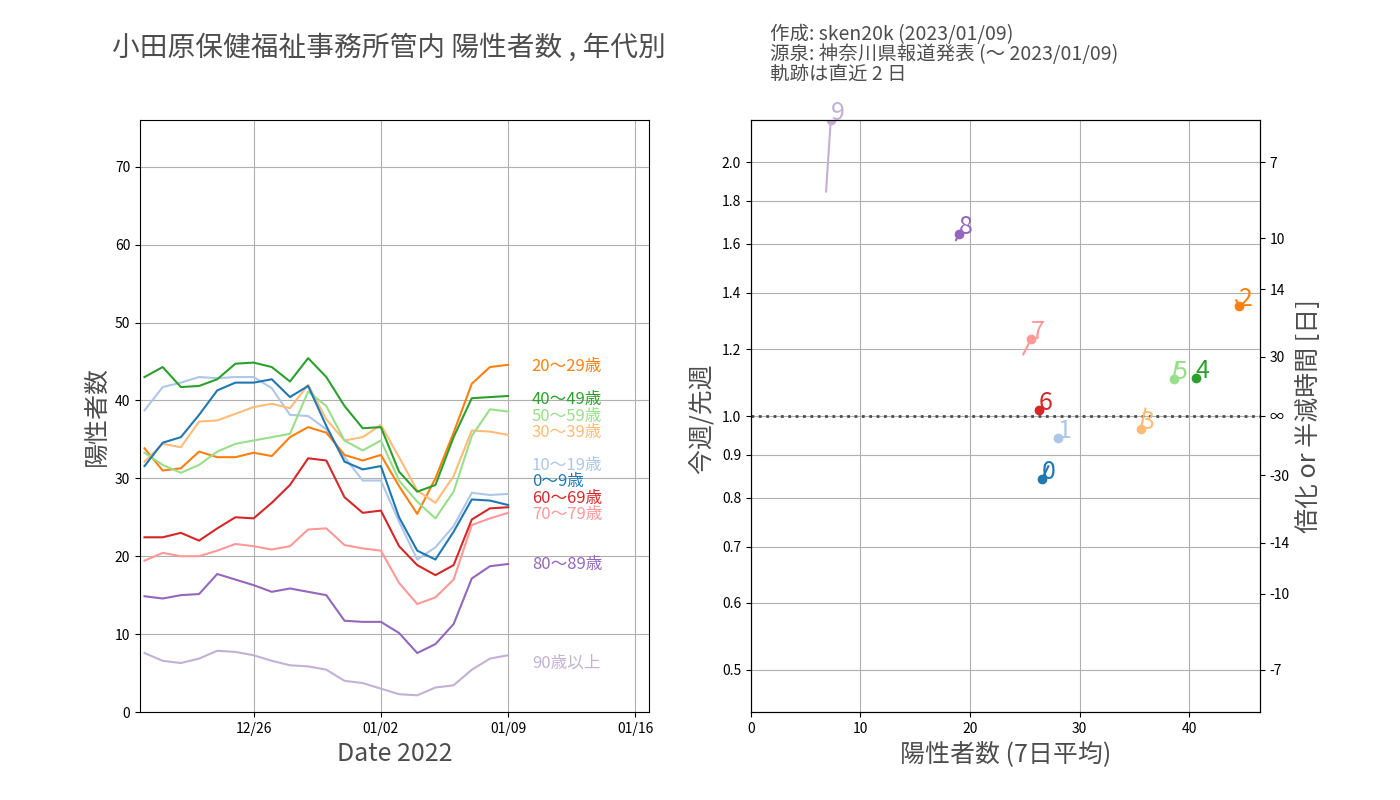 小田原保健福祉事務所管内 陽性者数 , 年代別
作成: sken20k (2023/01/09)
源泉: 神奈川県報道発表 (〜 2023/01/09)
軌跡は直近 2 日
陽性者数
70
60
50
40
30
20
10
0
20〜29歳
40〜49歳
50〜59歳
30〜39歳
10〜19歳
0〜9歳
60〜69歳
70〜79歳
80〜89歳
90歳以上
12/26
01/02
01/09
01/16
Date 2022
今週/先週
2.0
1.8
1.6
1.4
1.2
1.0
0.9
0.8
0.7
0.6
0.5
9
8
2
7
5
4
6
3
1
0
0
10
20
30
40
陽性者数 (7日平均)
7
10
14
30
∞
-30
-14
-10
-7
倍化 or 半減時間 [日]